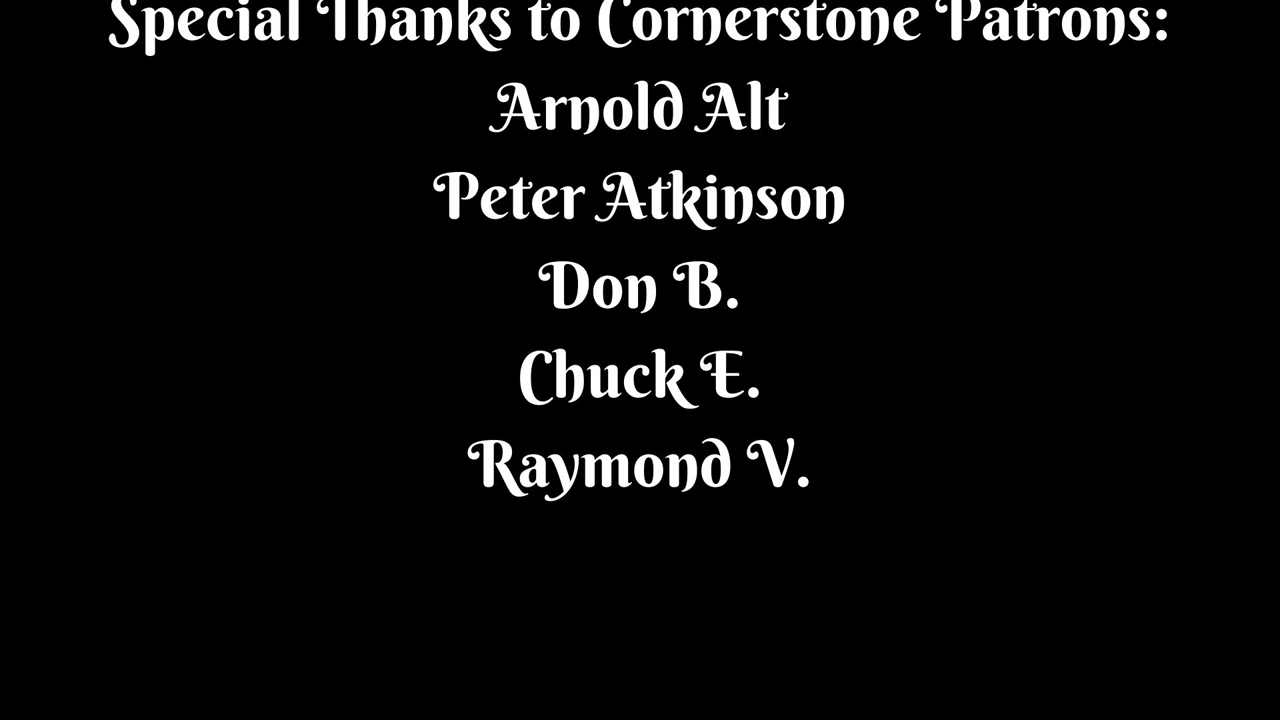 Special Thanks to Cornerstone Patrons:
Arnold Alt
Peter Atkinson
Don B.
Chuck E.
Raymond V.